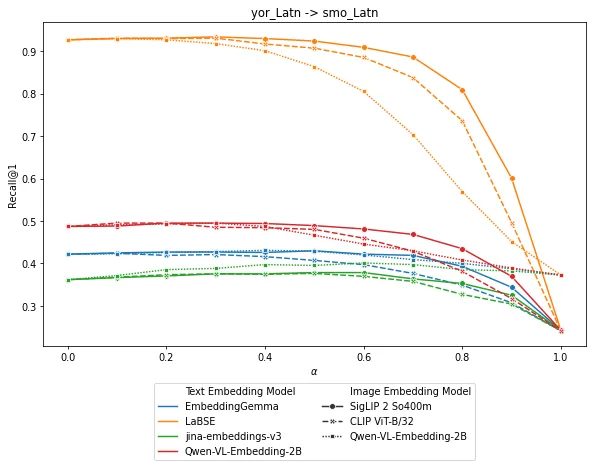 yor_Latn -> smo_Latn
Recall@1
0.9
0.8
0.7
0.6
0.5
0.4
0.3
0.0
0.2
0.4
0.6
0.8
1.0
α
Text Embedding Model
EmbeddingGemma
LaBSE
jina-embeddings-v3
Qwen-VL-Embedding-2B
Image Embedding Model
SigLIP 2 So400m
CLIP ViT-B/32
Qwen-VL-Embedding-2B